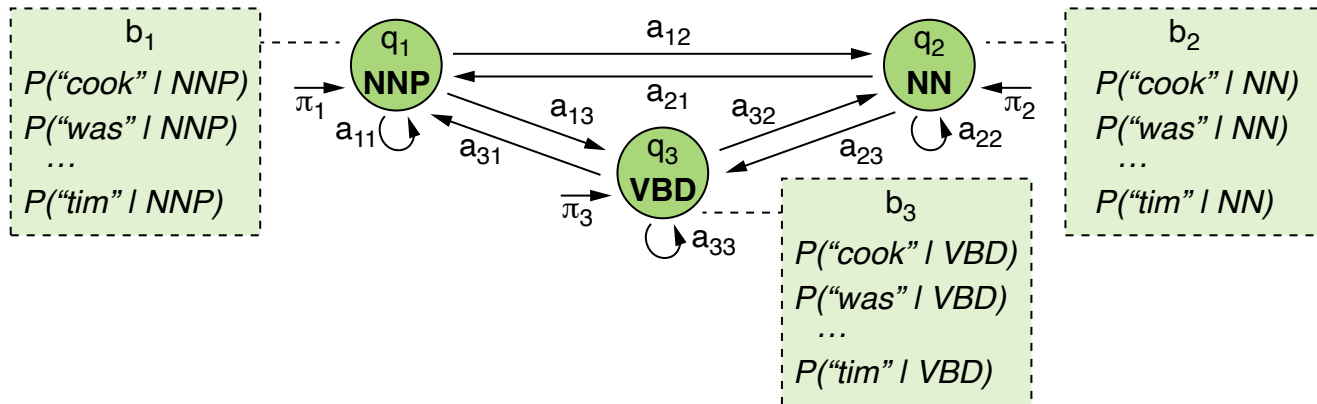 b₁
P(“cook” | NNP)
P(“was” | NNP)
…
P(“tim” | NNP)
π₁
q₁
NNP
a₁₁
a₁₂
a₂₁
a₁₃
a₃₁
a₃₂
a₂₃
q₃
VBD
π₃
a₃₃
q₂
NN
π₂
a₂₂
b₃
P(“cook” | VBD)
P(“was” | VBD)
…
P(“tim” | VBD)
b₂
P(“cook” | NN)
P(“was” | NN)
…
P(“tim” | NN)